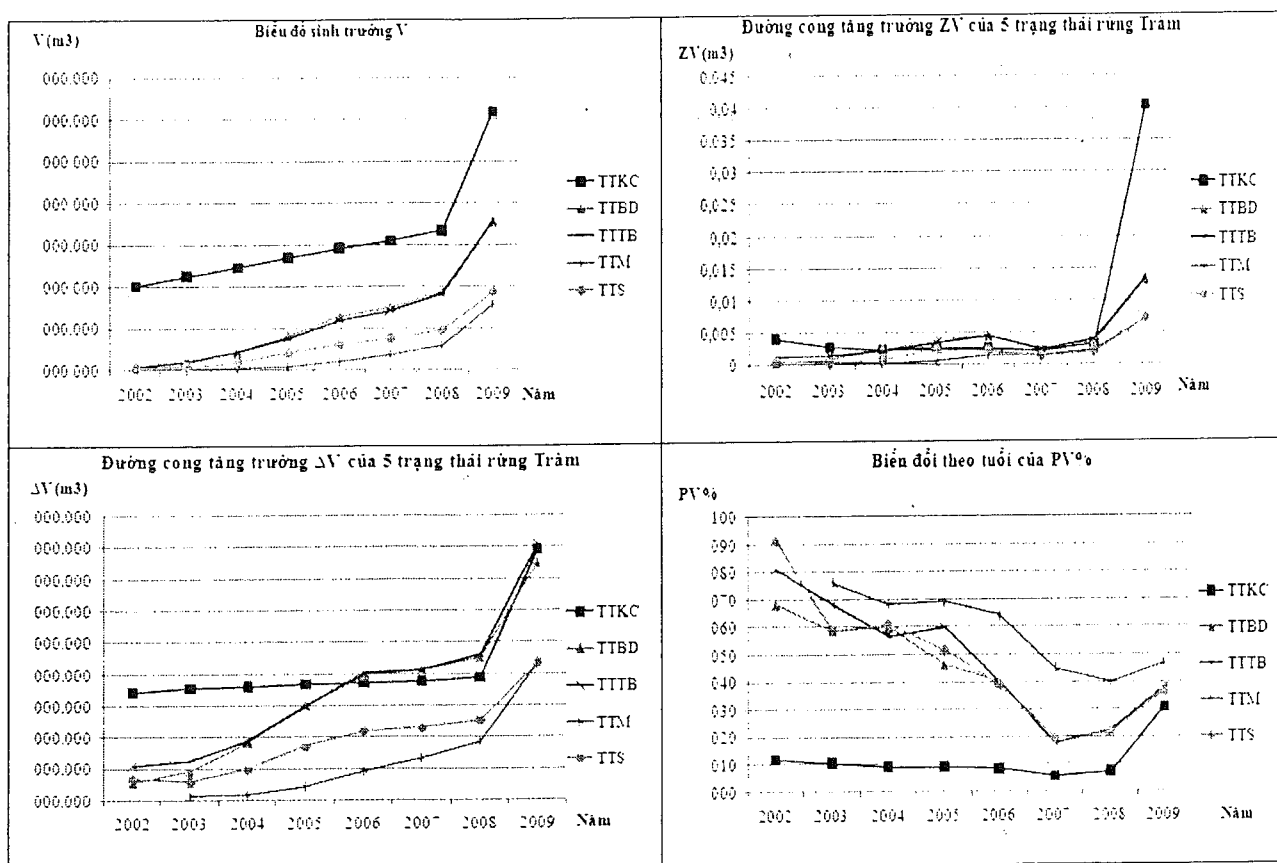 Biểu đồ sinh trưởng V
V(m3)
000.000
000.000
000.000
000.000
000.000
000.000
000.000
000.000
2002 2003 2004 2005 2006 2007 2008 2009 Năm
TTKC
TTBD
TTTB
TTM
TTS
Đường cong tăng trưởng ZV của 5 trạng thái rừng Tràm
ZV(m3)
0,045
0,04
0,035
0,03
0,025
0,02
0,015
0,01
0,005
0
2002 2003 2004 2005 2006 2007 2008 2009 Năm
TTKC
TTBD
TTTB
TTM
TTS
Đường cong tăng trưởng ΔV của 5 trạng thái rừng Tràm
ΔV(m3)
000.000
000.000
000.000
000.000
000.000
000.000
000.000
000.000
000.000
000.000
2002 2003 2004 2005 2006 2007 2008 2009 Năm
TTKC
TTBD
TTTB
TTM
TTS
Biến đổi theo tuổi của PV%
PV%
100
090
080
070
060
050
040
030
020
010
000
2002 2003 2004 2005 2006 2007 2008 2009 Năm
TTKC
TTBD
TTTB
TTM
TTS